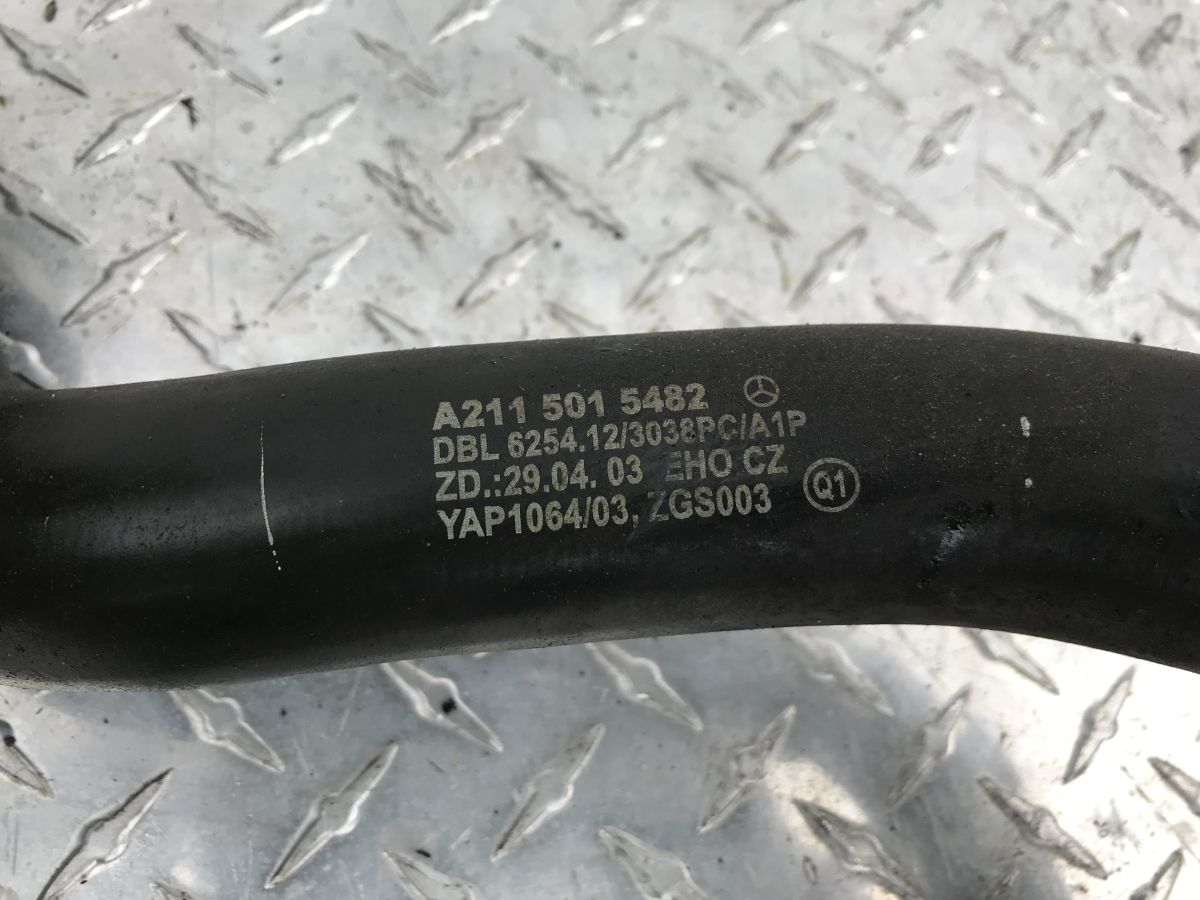 A211 501 5482
DBL 6254.12/3038PC/A1P
ZD.:29.04. 03 EHO CZ
YAP1064/03, ZGS003
Q1